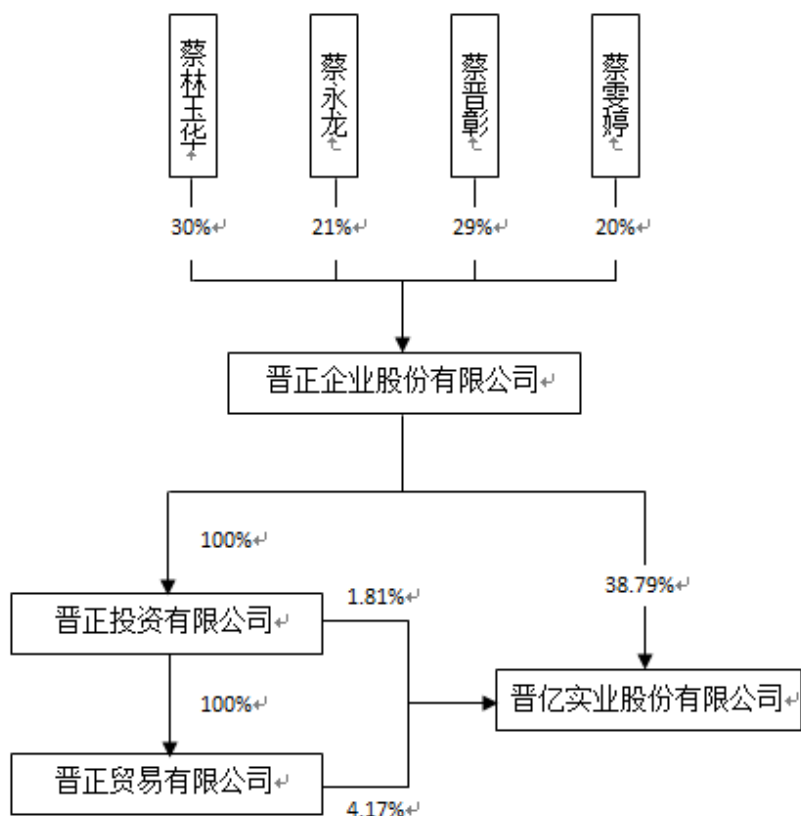 蔡林玉华
蔡永龙
蔡晋彰
蔡雯婷
30%
21%
29%
20%
晋正企业股份有限公司
100%
38.79%
晋正投资有限公司
1.81%
100%
晋亿实业股份有限公司
晋正贸易有限公司
4.17%